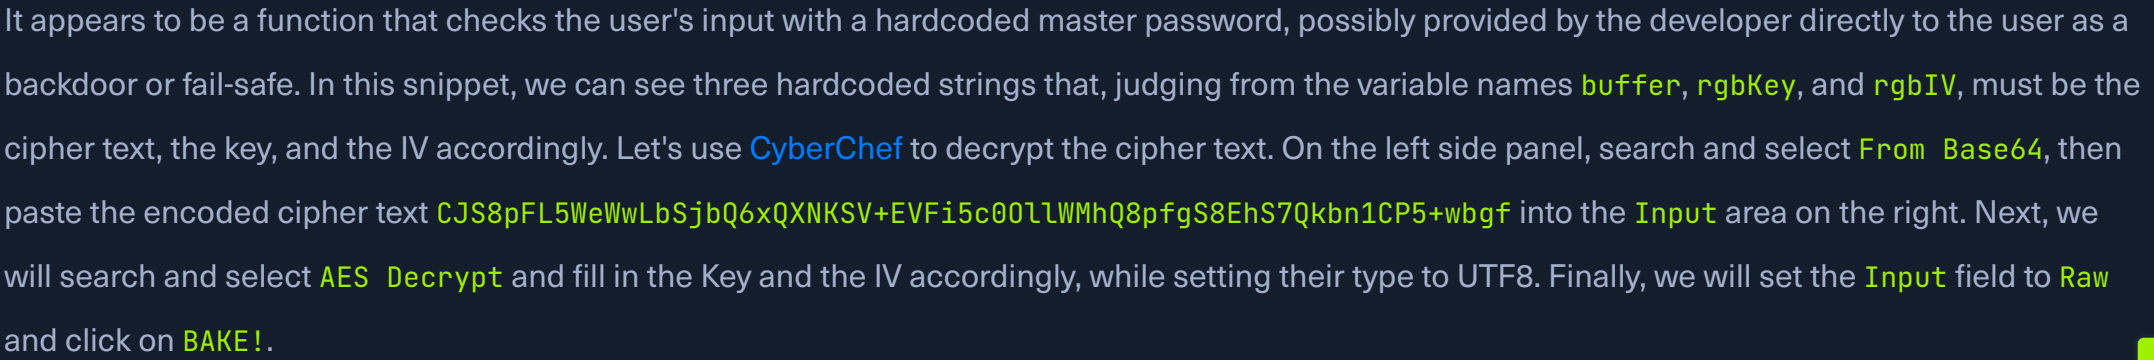 It appears to be a function that checks the user's input with a hardcoded master password, possibly provided by the developer directly to the user as a
backdoor or fail-safe. In this snippet, we can see three hardcoded strings that, judging from the variable names buffer, rgbKey, and rgbIV, must be the
cipher text, the key, and the IV accordingly. Let's use CyberChef to decrypt the cipher text. On the left side panel, search and select From Base64, then
paste the encoded cipher text CJS8pFL5WeWwLbSjbQ6xQXNKSV+EVFi5c0OllWMhQ8pfgS8EhS7Qkbn1CP5+wbgf into the Input area on the right. Next, we
will search and select AES Decrypt and fill in the Key and the IV accordingly, while setting their type to UTF8. Finally, we will set the Input field to Raw
and click on BAKE!.